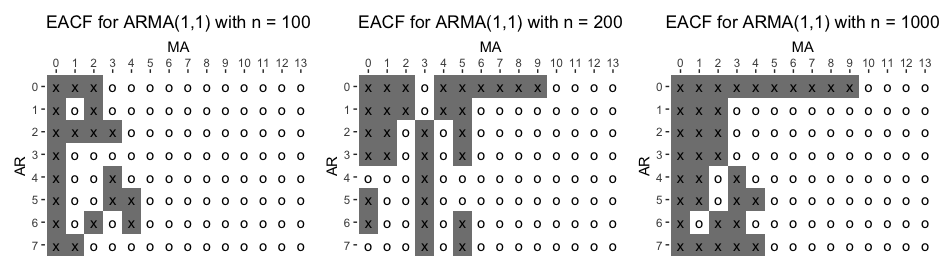 EACF for ARMA(1,1) with n = 100
MA
0 1 2 3 4 5 6 7 8 9 10 11 12 13
AR
0 x x x o o o o o o o o o o o
1 x o x o o o o o o o o o o o
2 x x x x o o o o o o o o o o
3 x o o o o o o o o o o o o o
4 x o o x o o o o o o o o o o
5 x o o x x o o o o o o o o o
6 x o x o x o o o o o o o o o
7 x x o o o o o o o o o o o o
EACF for ARMA(1,1) with n = 200
MA
0 1 2 3 4 5 6 7 8 9 10 11 12 13
AR
0 x x x o x x x x x x o o o o
1 x x x o x x o o o o o o o o
2 x x o x o x o o o o o o o o
3 x x o x o x o o o o o o o o
4 o o o x o o o o o o o o o o
5 x o o x o o o o o o o o o o
6 x o o x o x o o o o o o o o
7 o o o x o x o o o o o o o o
EACF for ARMA(1,1) with n = 1000
MA
0 1 2 3 4 5 6 7 8 9 10 11 12 13
AR
0 x x x x x x x x x x o o o o
1 x x x o o o o o o o o o o o
2 x x x o o o o o o o o o o o
3 x x x o o o o o o o o o o o
4 x x o x o o o o o o o o o o
5 x x o x x o o o o o o o o o
6 x o x x o o o o o o o o o o
7 x x x x x o o o o o o o o o